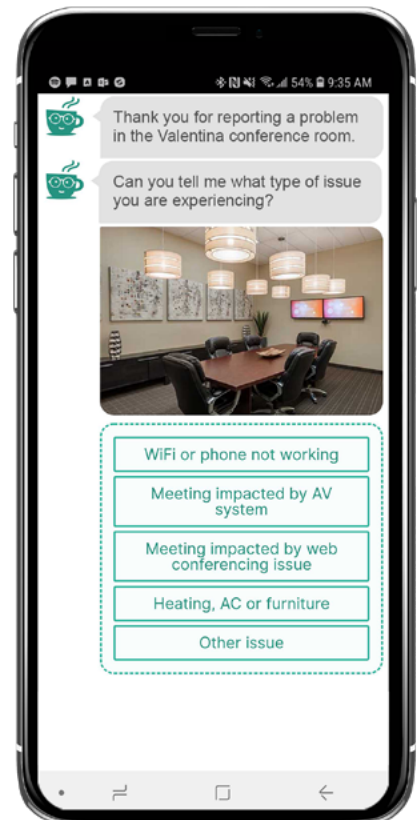 54% 9:35 AM
Thank you for reporting a problem
in the Valentina conference room.
Can you tell me what type of issue
you are experiencing?
WiFi or phone not working
Meeting impacted by AV
system
Meeting impacted by web
conferencing issue
Heating, AC or furniture
Other issue